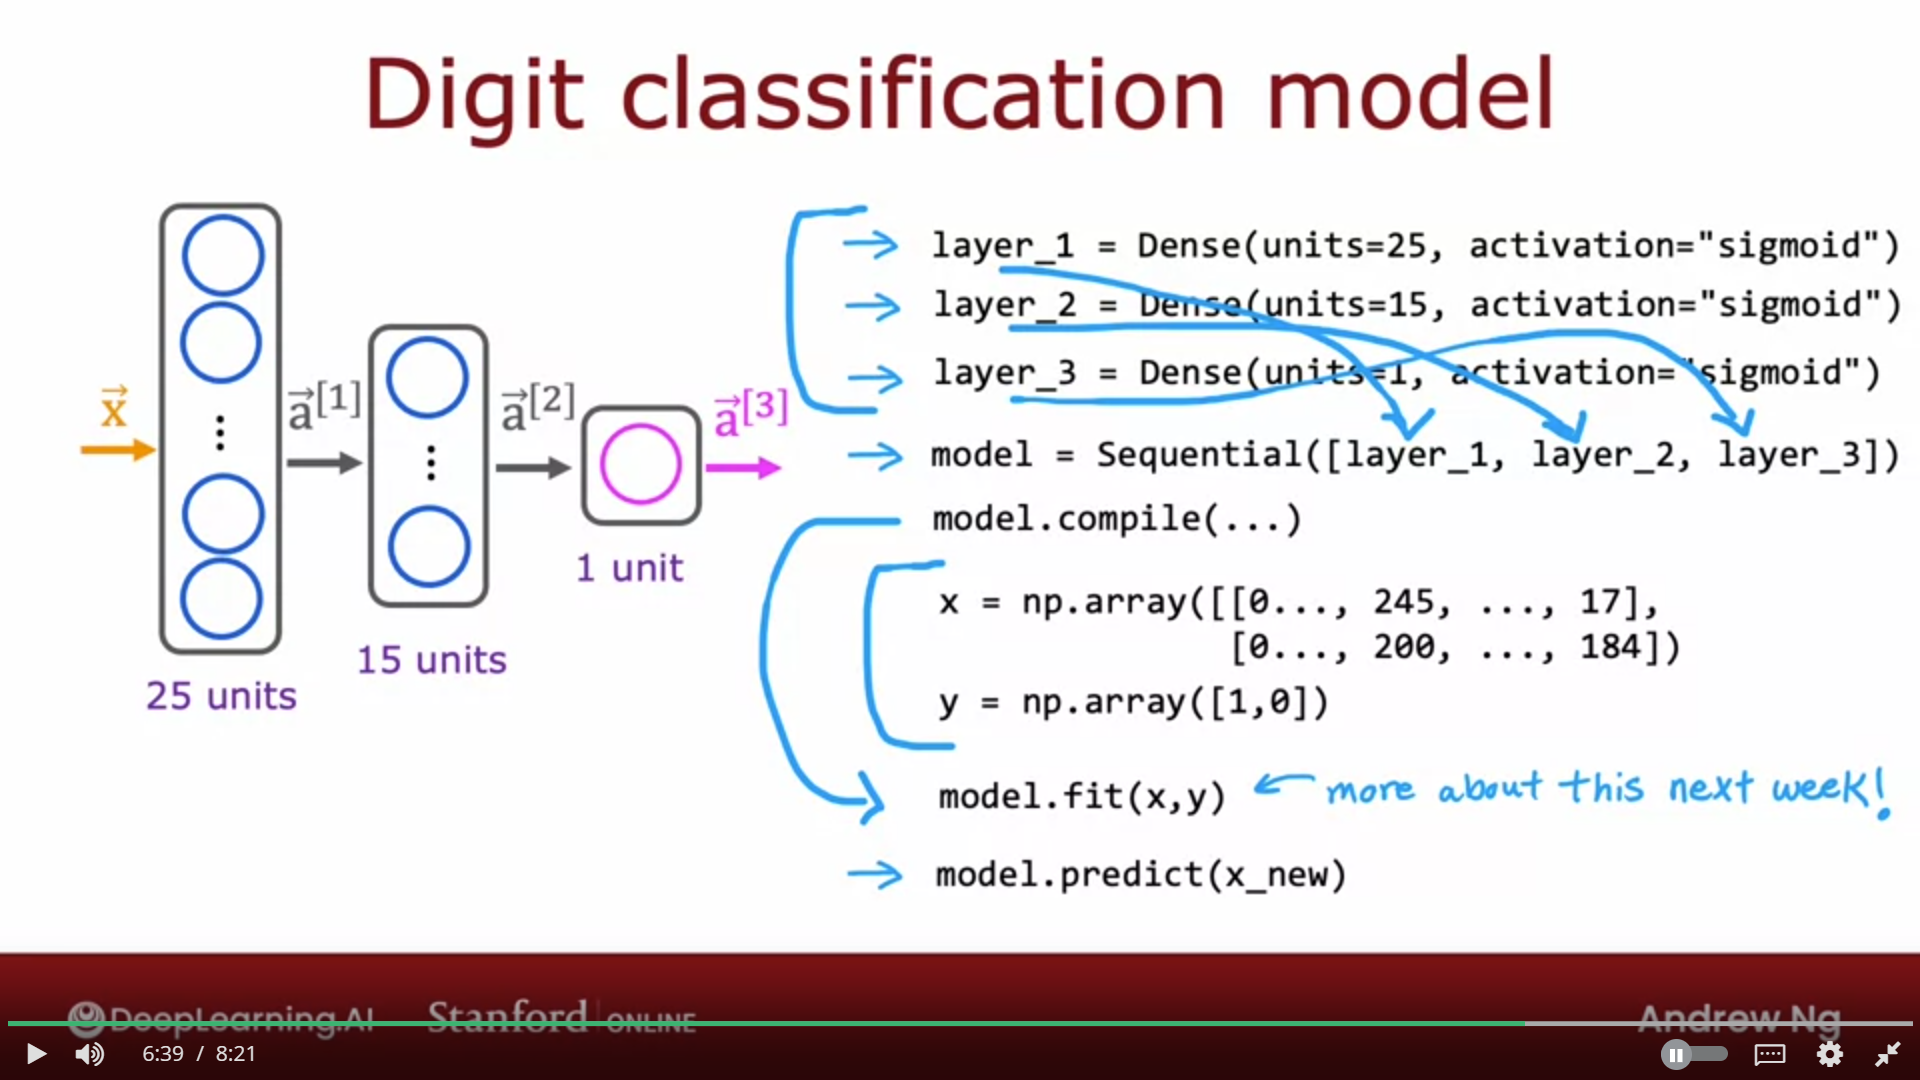 Digit classification model
x
a[1]
a[2]
a[3]
25 units
15 units
1 unit
layer_1 = Dense(units=25, activation="sigmoid")
layer_2 = Dense(units=15, activation="sigmoid")
layer_3 = Dense(units=1, activation="sigmoid")
model = Sequential([layer_1, layer_2, layer_3])
model.compile(...)
x = np.array([[0..., 245, ..., 17],
[0..., 200, ..., 184])
y = np.array([1,0])
model.fit(x,y) more about this next week!
model.predict(x_new)
DeepLearning.AI Stanford ONLINE Andrew Ng
6:39 / 8:21